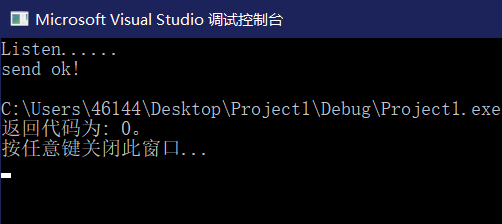 Microsoft Visual Studio 调试控制台
Listen......
send ok!
C:\Users\46144\Desktop\Project1\Debug\Project1.exe
返回代码为: 0。
按任意键关闭此窗口...